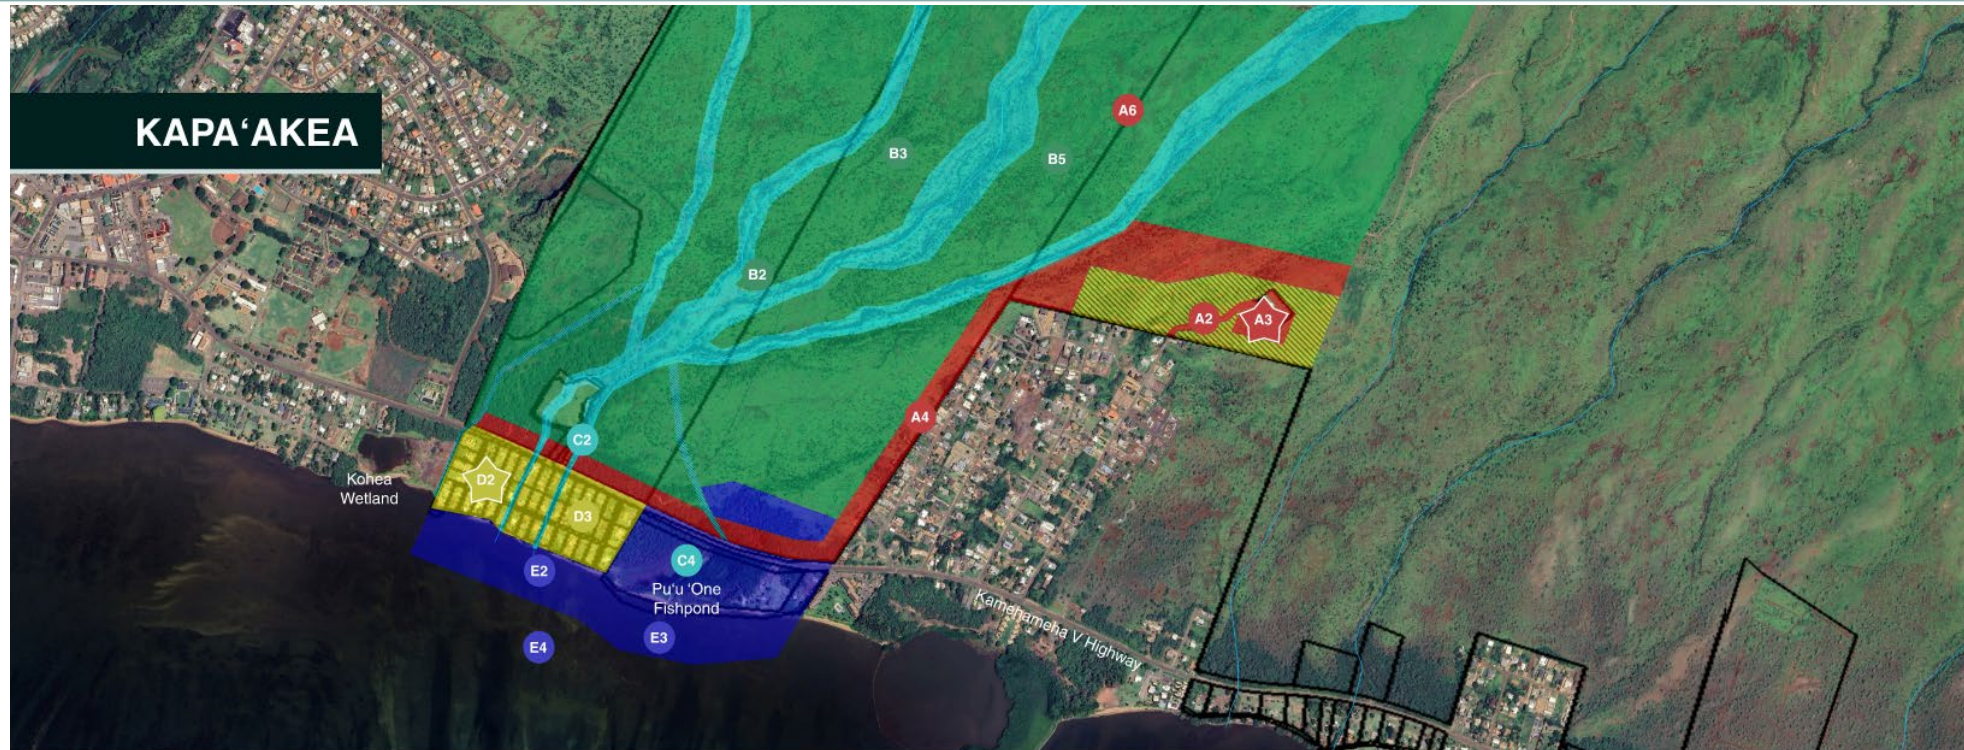 KAPAʻAKEA
A6
B3
B5
B2
A2
A3
A4
C2
Kohea
Wetland
D2
D3
C4
E2
Puʻu ʻOne
Fishpond
Kamehameha V Highway
E3
E4